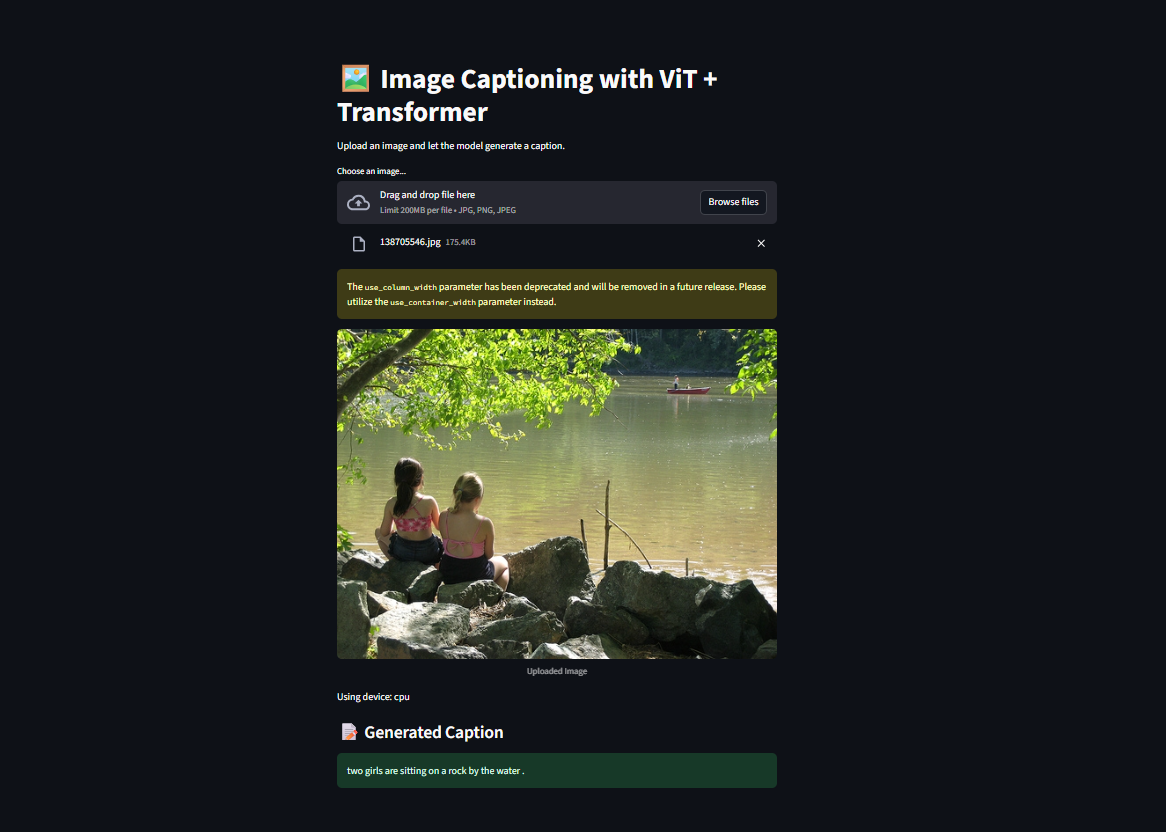 Image Captioning with ViT +
Transformer
Upload an image and let the model generate a caption.
Choose an image...
Drag and drop file here
Limit 200MB per file • JPG, PNG, JPEG
Browse files
138705546.jpg 175.4KB
The use_column_width parameter has been deprecated and will be removed in a future release. Please
utilize the use_container_width parameter instead.
Uploaded Image
Using device: cpu
Generated Caption
two girls are sitting on a rock by the water .